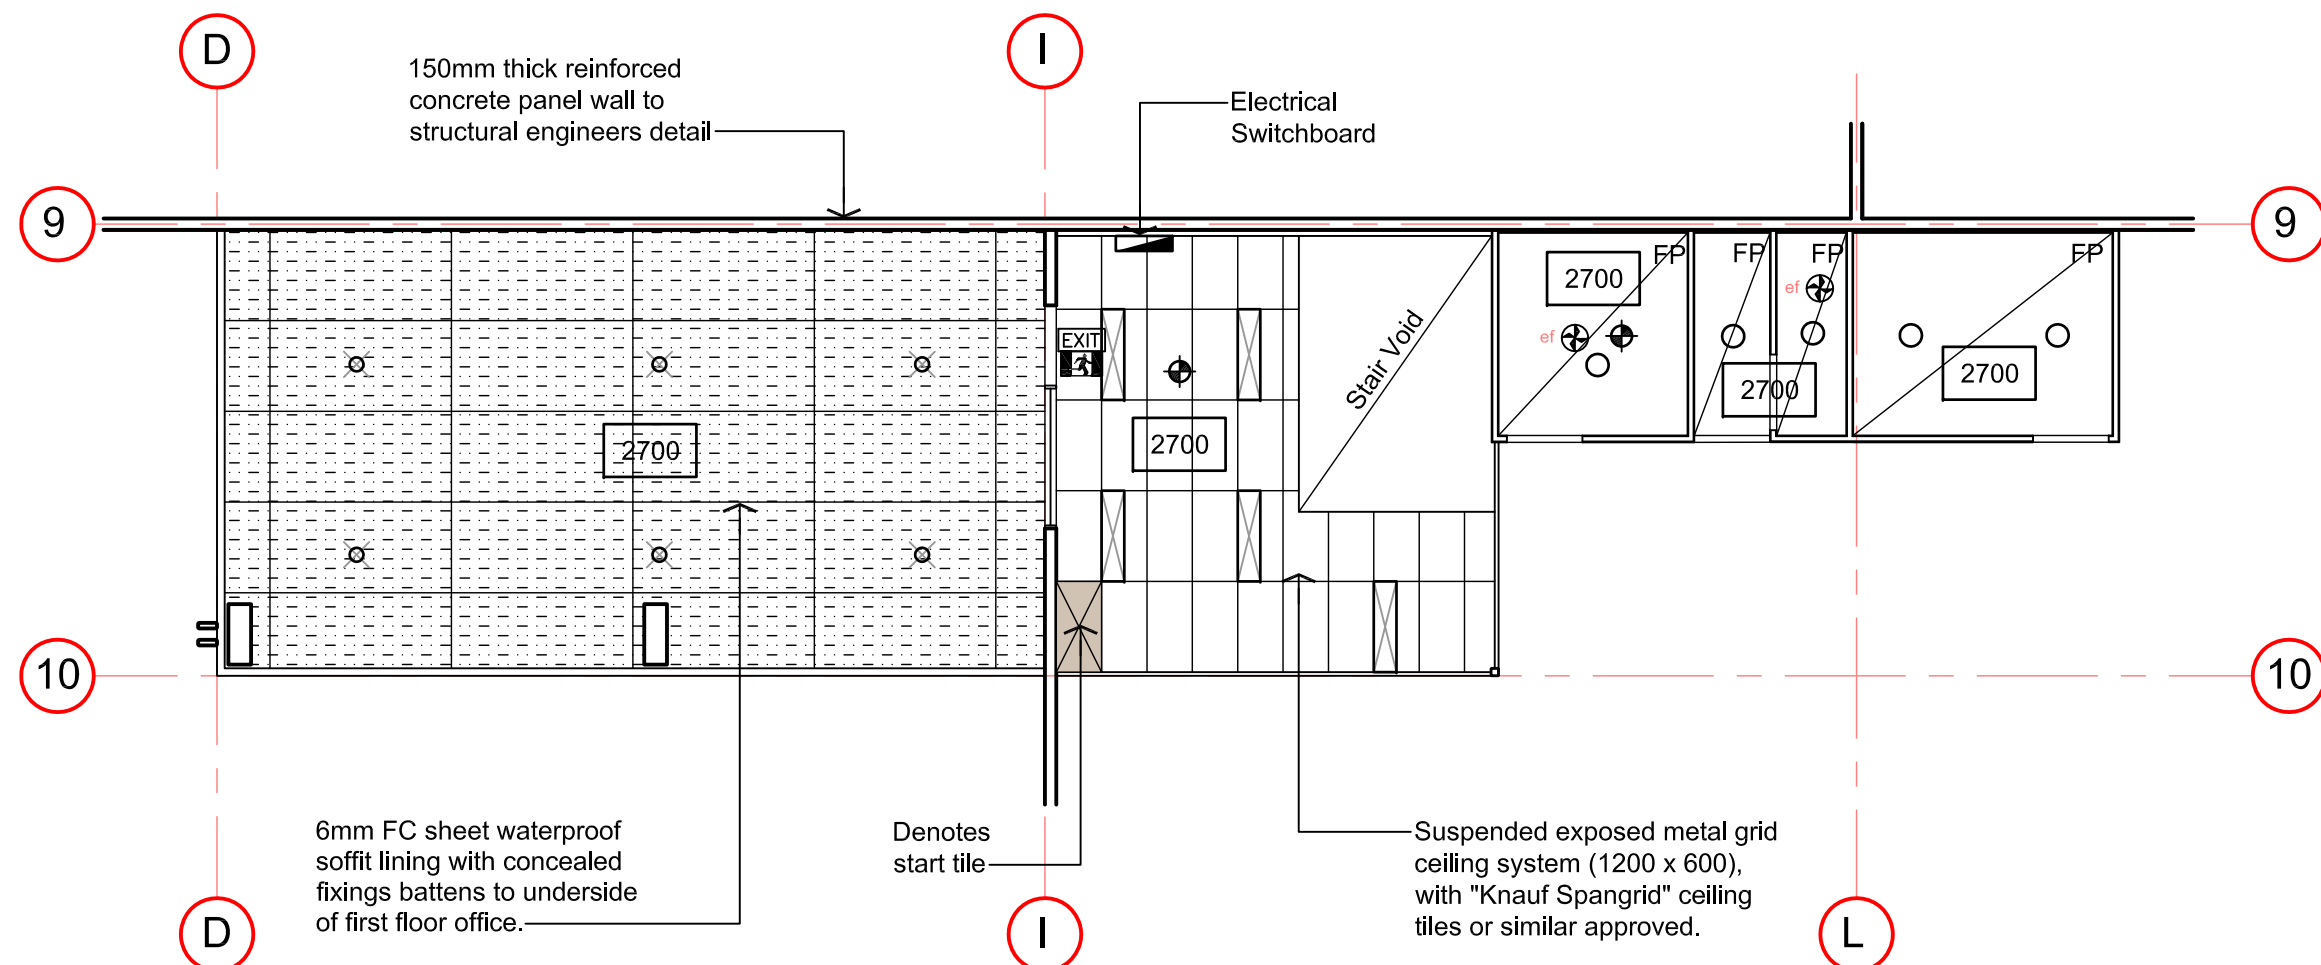 D
I
150mm thick reinforced
concrete panel wall to
structural engineers detail
Electrical
Switchboard
9
9
FP
FP
FP
FP
2700
ef
ef
EXIT
Stair Void
2700
2700
2700
2700
10
10
6mm FC sheet waterproof
soffit lining with concealed
fixings battens to underside
of first floor office.
Denotes
start tile
Suspended exposed metal grid
ceiling system (1200 x 600),
with "Knauf Spangrid" ceiling
tiles or similar approved.
D
I
L